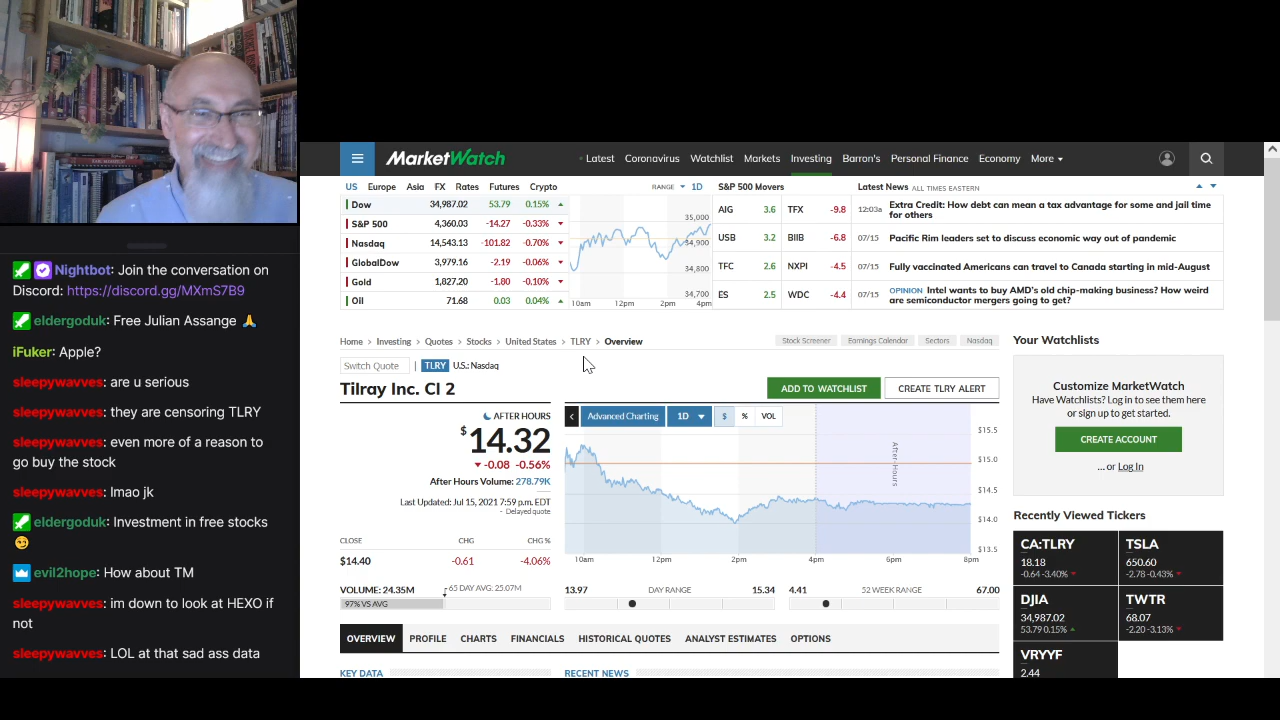 Nightbot: Join the conversation on
Discord: https://discord.gg/MXmS7B9
eldergoduk: Free Julian Assange 🙏
iFuker: Apple?
sleepywavves: are u serious
sleepywavves: they are censoring TLRY
sleepywavves: even more of a reason to
go buy the stock
sleepywavves: lmao jk
eldergoduk: Investment in free stocks
😏
evil2hope: How about TM
sleepywavves: im down to look at HEXO if
not
sleepywavves: LOL at that sad ass data
MarketWatch
Latest Coronavirus Watchlist Markets Investing Barron's Personal Finance Economy More
US Europe Asia FX Rates Futures Crypto
RANGE 1D
Dow 34,987.02 53.79 0.15%
S&P 500 4,360.03 -14.27 -0.33%
Nasdaq 14,543.13 -101.82 -0.70%
GlobalDow 3,979.16 -2.19 -0.06%
Gold 1,827.20 -1.80 -0.10%
Oil 71.68 0.03 0.04%
35,000
34,900
34,800
34,700
10am 12pm 2pm 4pm
S&P 500 Movers
AIG 3.6 TFX -9.8
USB 3.2 BIIB -6.8
TFC 2.6 NXPI -4.5
ES 2.5 WDC -4.4
Latest News ALL TIMES EASTERN
12:03a Extra Credit: How debt can mean a tax advantage for some and jail time
for others
07/15 Pacific Rim leaders set to discuss economic way out of pandemic
07/15 Fully vaccinated Americans can travel to Canada starting in mid-August
07/15 OPINION Intel wants to buy AMD's old chip-making business? How weird
are semiconductor mergers going to get?
Home > Investing > Quotes > Stocks > United States > TLRY > Overview
Stock Screener Earnings Calendar Sectors Nasdaq
Switch Quote | TLRY U.S.: Nasdaq
Tilray Inc. Cl 2
ADD TO WATCHLIST CREATE TLRY ALERT
AFTER HOURS
$14.32
-0.08 -0.56%
After Hours Volume: 278.79K
Last Updated: Jul 15, 2021 7:59 p.m. EDT
Delayed quote
CLOSE CHG CHG %
$14.40 -0.61 -4.06%
< Advanced Charting 1D $ % VOL
After-Hours
$15.5
$15.0
$14.5
$14.0
$13.5
10am 12pm 2pm 4pm 6pm 8pm
VOLUME: 24.35M 65 DAY AVG: 25.07M
97% VS AVG
13.97 DAY RANGE 15.34
4.41 52 WEEK RANGE 67.00
OVERVIEW PROFILE CHARTS FINANCIALS HISTORICAL QUOTES ANALYST ESTIMATES OPTIONS
KEY DATA RECENT NEWS
Your Watchlists
Customize MarketWatch
Have Watchlists? Log in to see them here
or sign up to get started.
CREATE ACCOUNT
... or Log In
Recently Viewed Tickers
CA:TLRY
18.18
-0.64 -3.40%
TSLA
650.60
-2.78 -0.43%
DJIA
34,987.02
53.79 0.15%
TWTR
68.07
-2.20 -3.13%
VRYYF
2.44